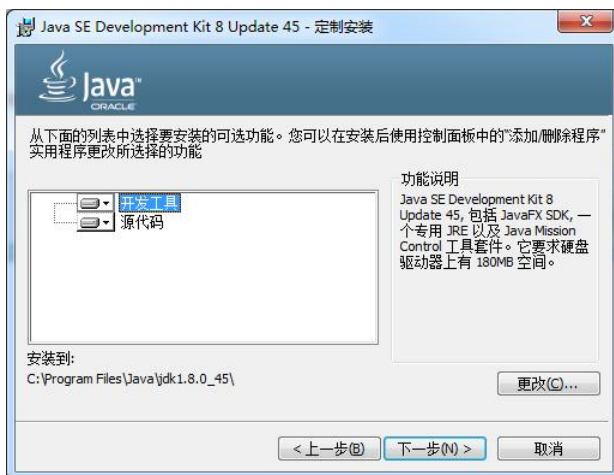 Java SE Development Kit 8 Update 45 - 定制安装
Java™
ORACLE
从下面的列表中选择要安装的可选功能。您可以在安装后使用控制面板中的“添加/删除程序”
实用程序更改所选择的功能
开发工具
源代码
功能说明
Java SE Development Kit 8
Update 45, 包括 JavaFX SDK, 一
个专用 JRE 以及 Java Mission
Control 工具套件。它要求硬盘
驱动器上有 180MB 空间。
安装到:
C:\Program Files\Java\jdk1.8.0_45\
更改(C)...
<上一步(B) 下一步(N) > 取消